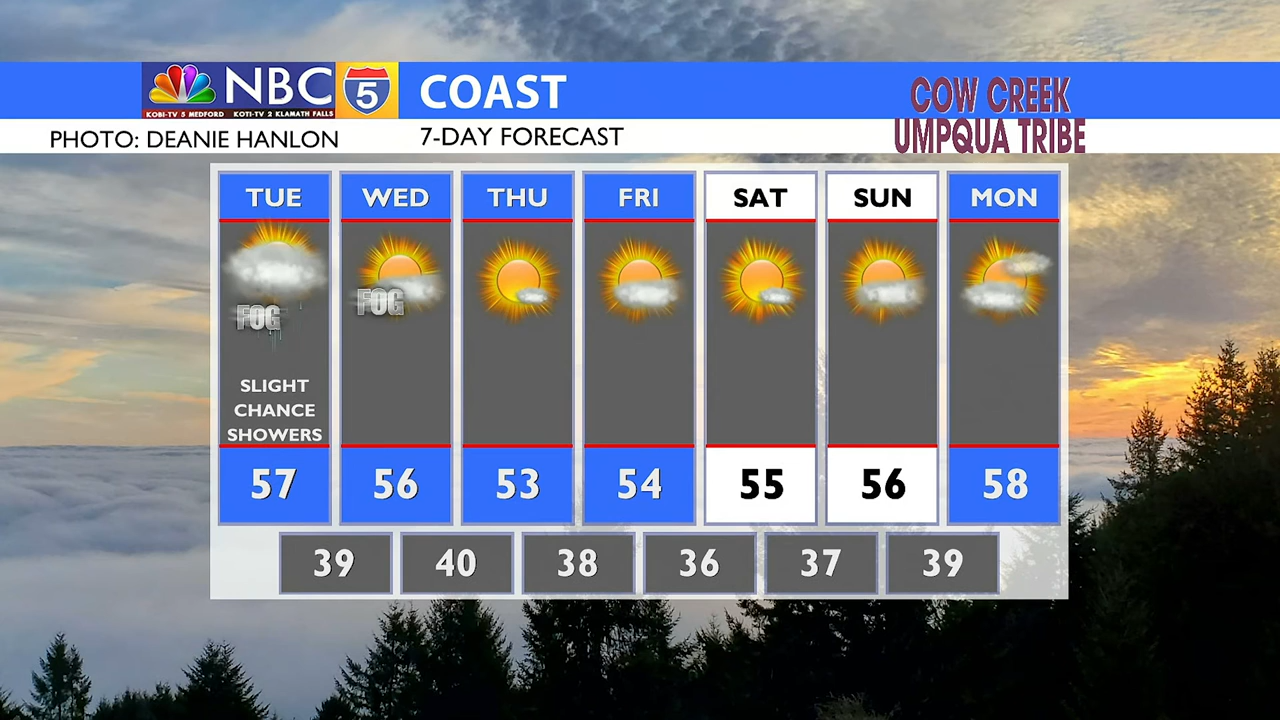 NBC 5
KOBI-TV 5 MEDFORD KOTI-TV 2 KLAMATH FALLS
COAST
COW CREEK
UMPQUA TRIBE
PHOTO: DEANIE HANLON
7-DAY FORECAST
TUE WED THU FRI SAT SUN MON
FOG FOG
SLIGHT
CHANCE
SHOWERS
57 56 53 54 55 56 58
39 40 38 36 37 39